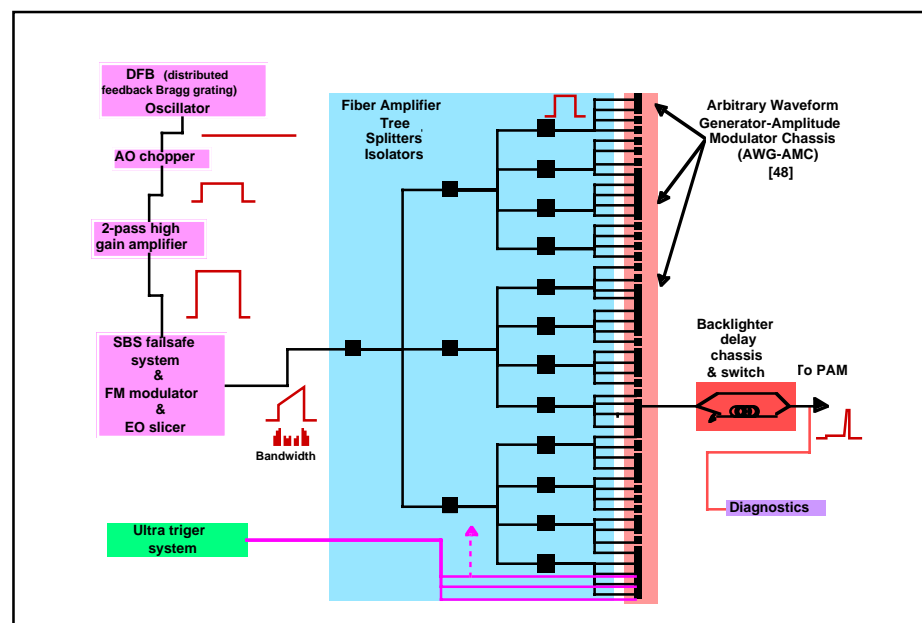 DFB (distributed
feedback Bragg grating)
Oscillator
AO chopper
2-pass high
gain amplifier
SBS failsafe
system
&
FM modulator
&
EO slicer
Bandwidth
Ultra triger
system
Fiber Amplifier
Tree
Splitters
Isolators
Arbitrary Waveform
Generator-Amplitude
Modulator Chassis
(AWG-AMC)
[48]
Backlighter
delay
chassis
& switch
To PAM
Diagnostics